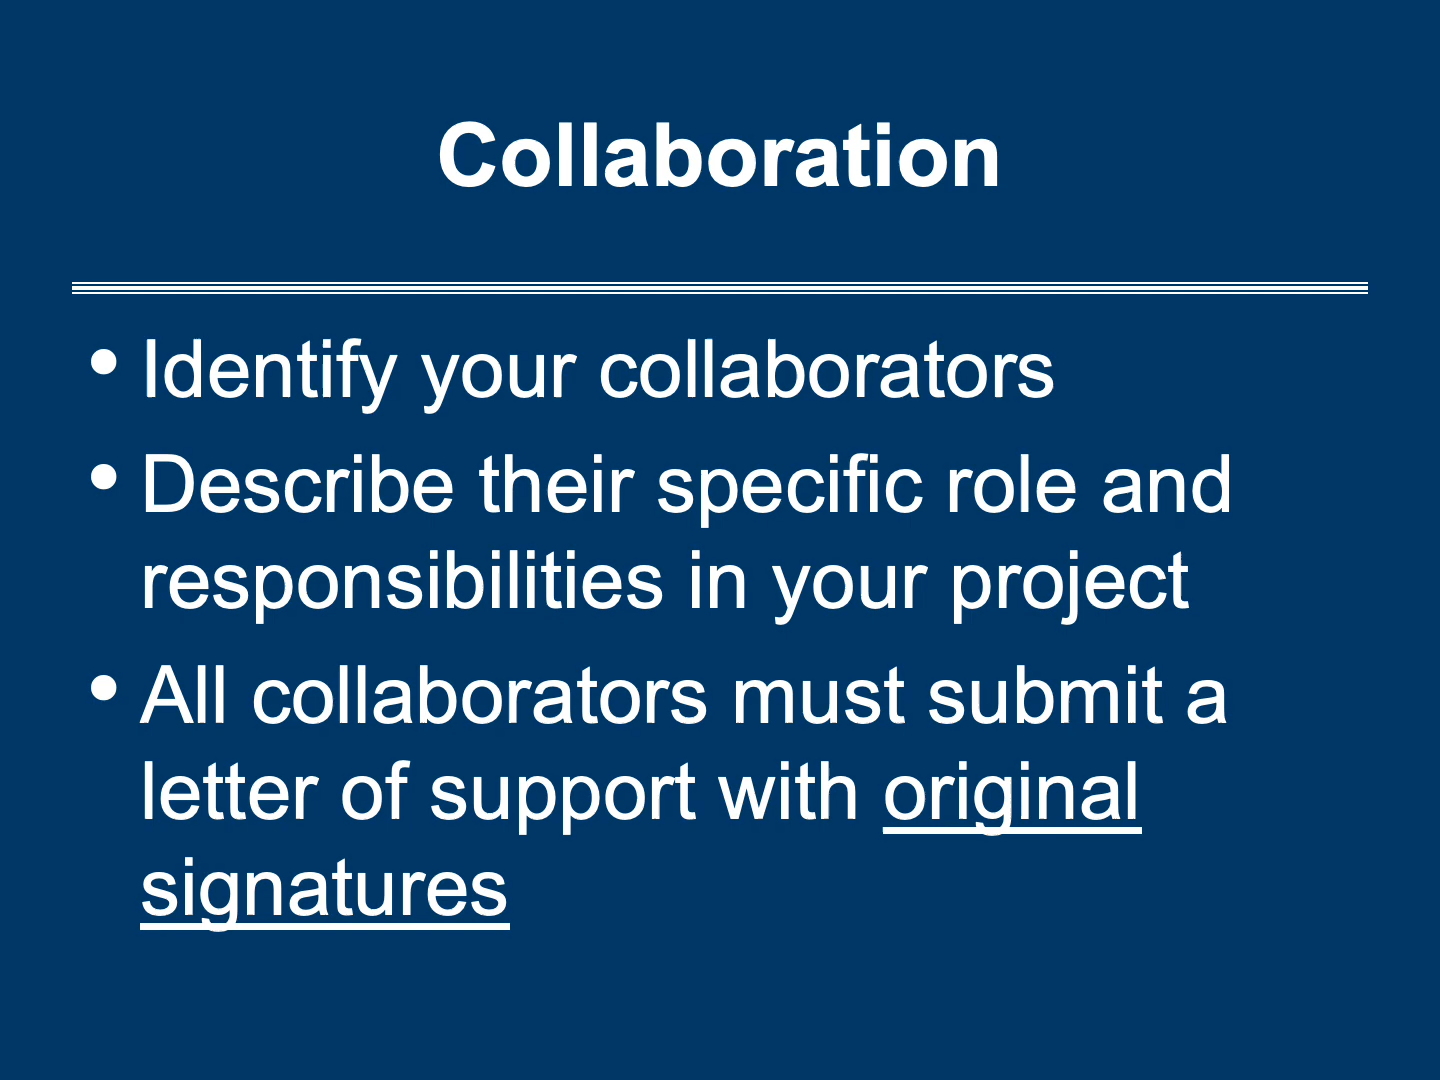 Collaboration
• Identify your collaborators
• Describe their specific role and
responsibilities in your project
• All collaborators must submit a
letter of support with original
signatures